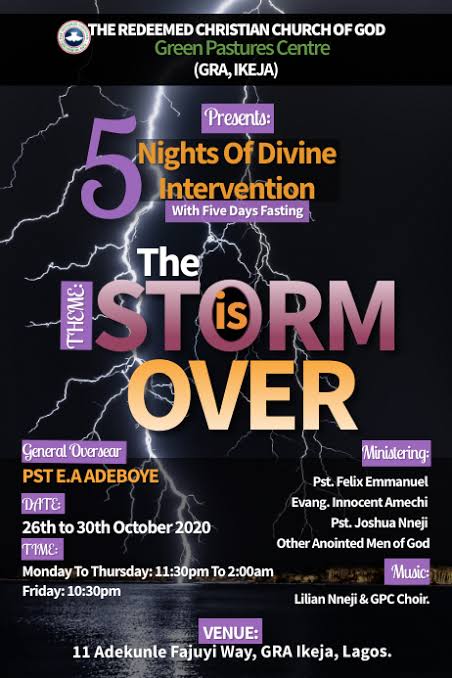 THE REDEEMED CHRISTIAN CHURCH OF GOD
Green Pastures Centre
(GRA, IKEJA)
Presents:
5 Nights Of Divine
Intervention
With Five Days Fasting
THEME:
The
STORM
is
OVER
General Oversear
PST E.A ADEBOYE
DATE:
26th to 30th October 2020
TIME:
Monday To Thursday: 11:30pm To 2:00am
Friday: 10:30pm
Ministering:
Pst. Felix Emmanuel
Evang. Innocent Amechi
Pst. Joshua Nneji
Other Anointed Men of God
Music:
Lilian Nneji & GPC Choir.
VENUE:
11 Adekunle Fajuyi Way, GRA Ikeja, Lagos.